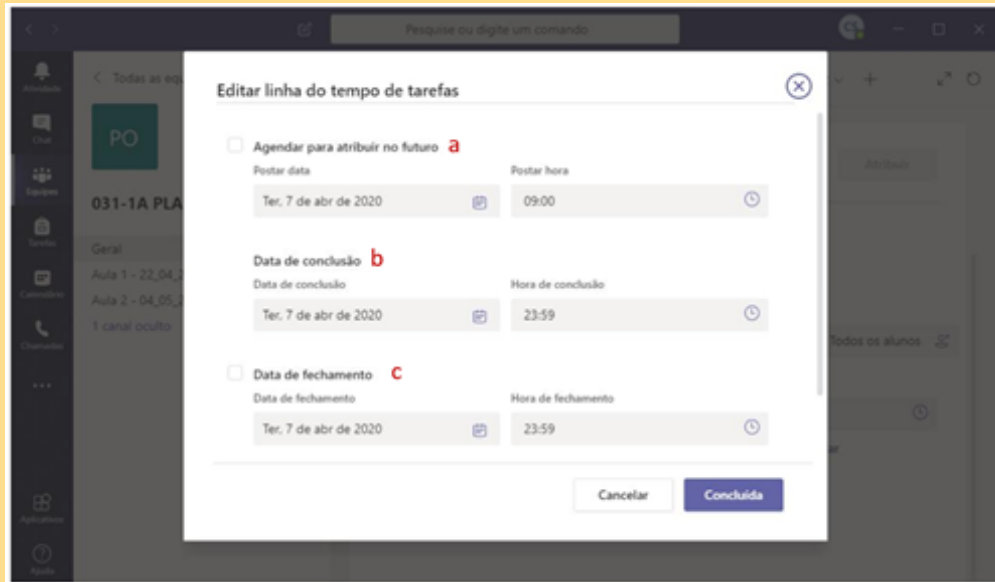 Pesquise ou digite um comando
CS
Atividade
Chat
Equipes
Tarefas
Calendário
Chamadas
Aplicativos
Ajuda
Todas as equ
PO
031-1A PLA
Geral
Aula 1 - 22_04_2
Aula 2 - 04_05_2
1 canal oculto
Editar linha do tempo de tarefas
Agendar para atribuir no futuro a
Postar data Postar hora
Ter, 7 de abr de 2020 09:00
Data de conclusão b
Data de conclusão Hora de conclusão
Ter, 7 de abr de 2020 23:59
Data de fechamento c
Data de fechamento Hora de fechamento
Ter, 7 de abr de 2020 23:59
Cancelar Concluída
Atribuir
Todos os alunos